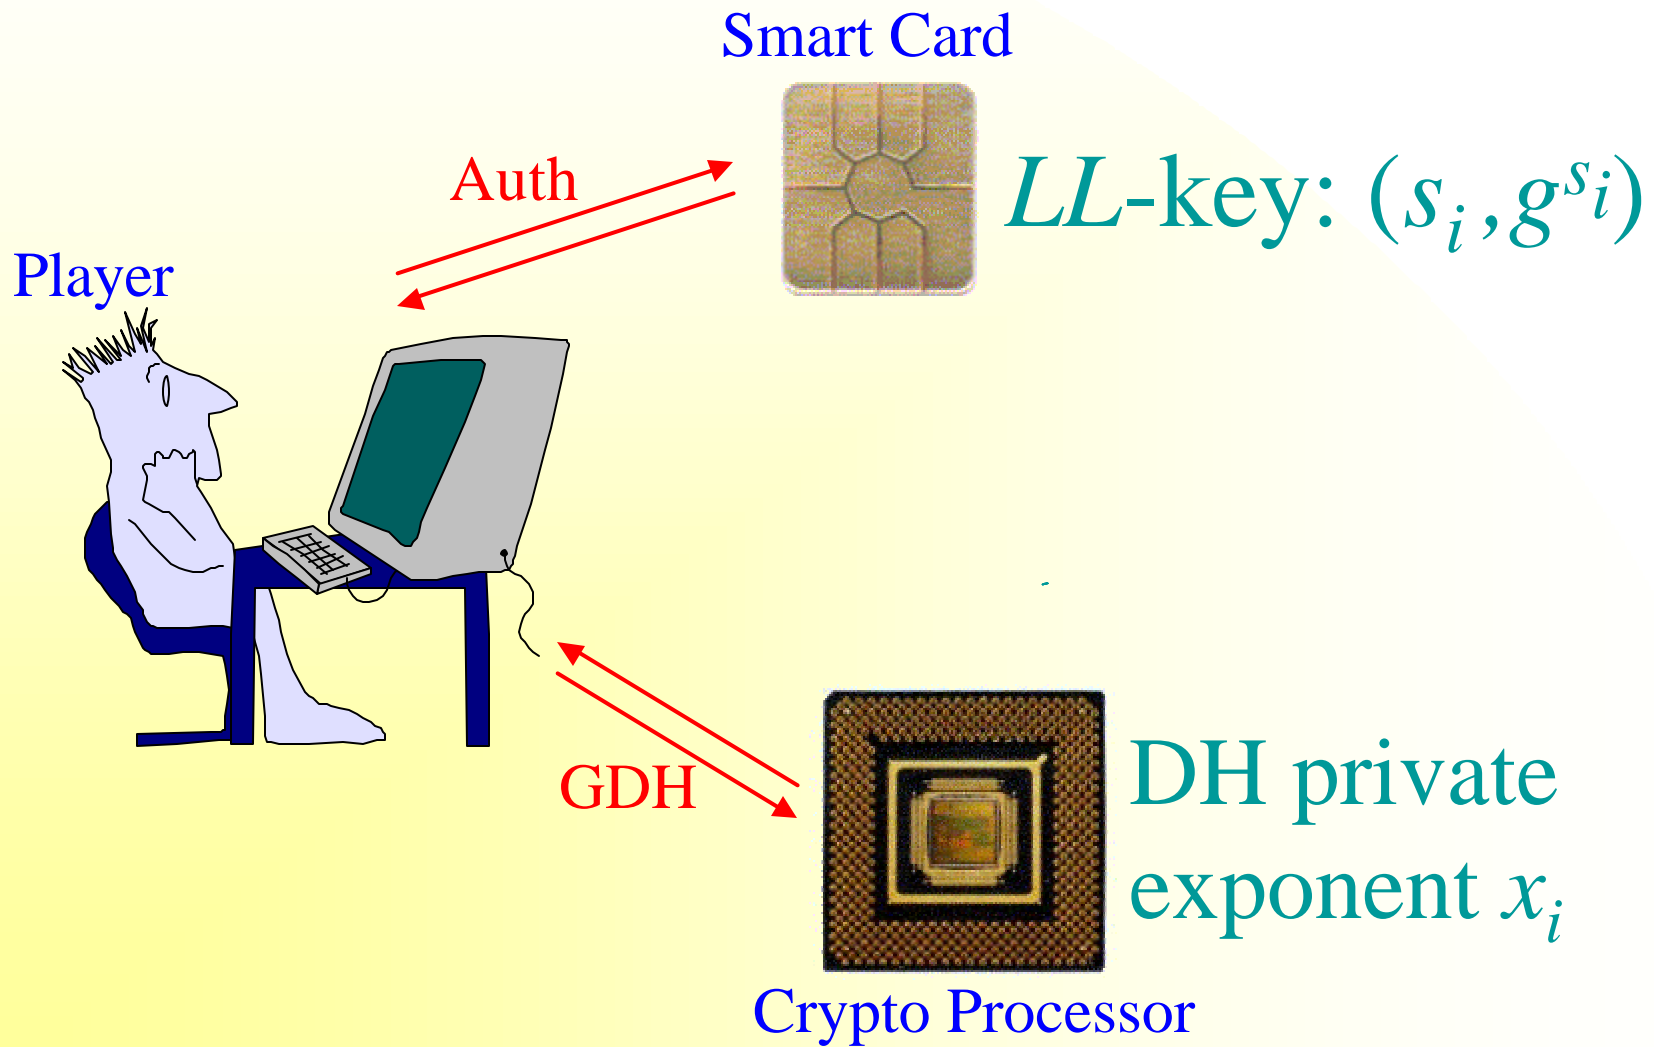 Smart Card
Auth
LL-key: (s_i, g^{s_i})
Player
GDH
DH private
exponent x_i
Crypto Processor